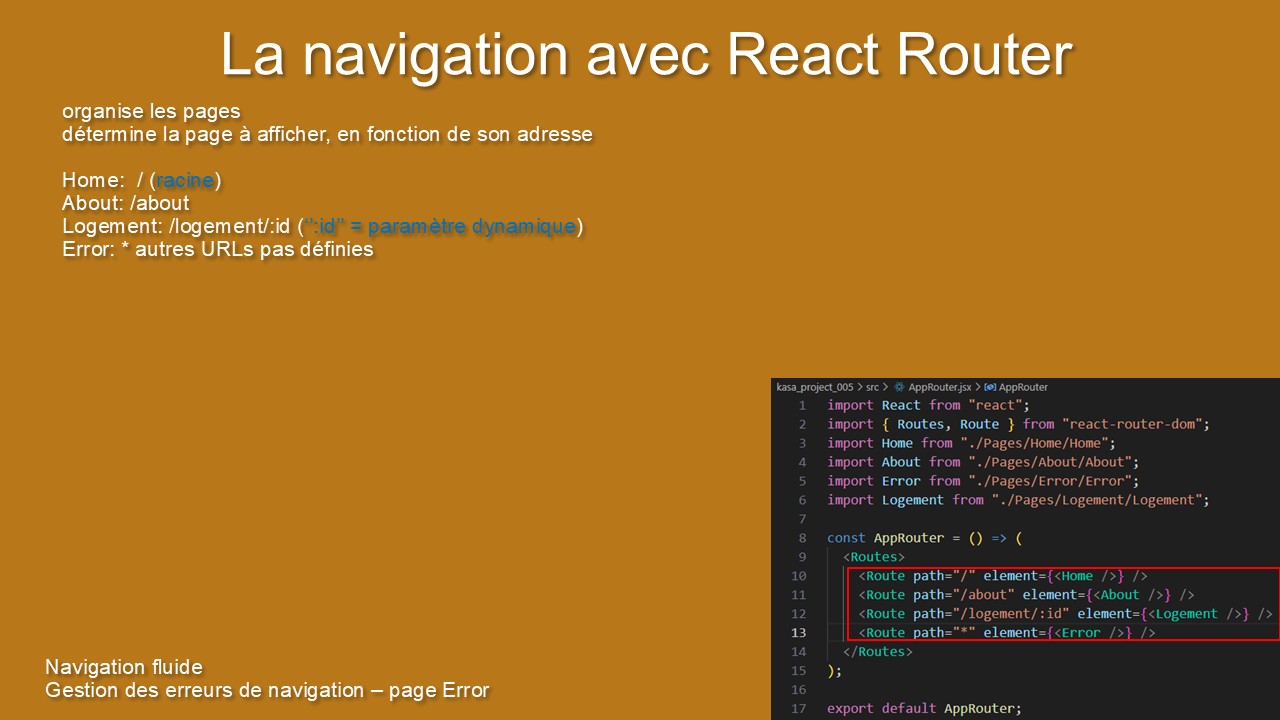 La navigation avec React Router
organise les pages
détermine la page à afficher, en fonction de son adresse
Home:  / (racine)
About: /about
Logement: /logement/:id (‘’:id’’ = paramètre dynamique)
Error: * autres URLs pas définies
kasa_project_005 > src > AppRouter.jsx > AppRouter
1 import React from "react";
2 import { Routes, Route } from "react-router-dom";
3 import Home from "./Pages/Home/Home";
4 import About from "./Pages/About/About";
5 import Error from "./Pages/Error/Error";
6 import Logement from "./Pages/Logement/Logement";
7
8 const AppRouter = () => (
9   <Routes>
10     <Route path="/" element={<Home />} />
11     <Route path="/about" element={<About />} />
12     <Route path="/logement/:id" element={<Logement />} />
13     <Route path="*" element={<Error />} />
14   </Routes>
15 );
16
17 export default AppRouter;
Navigation fluide
Gestion des erreurs de navigation – page Error